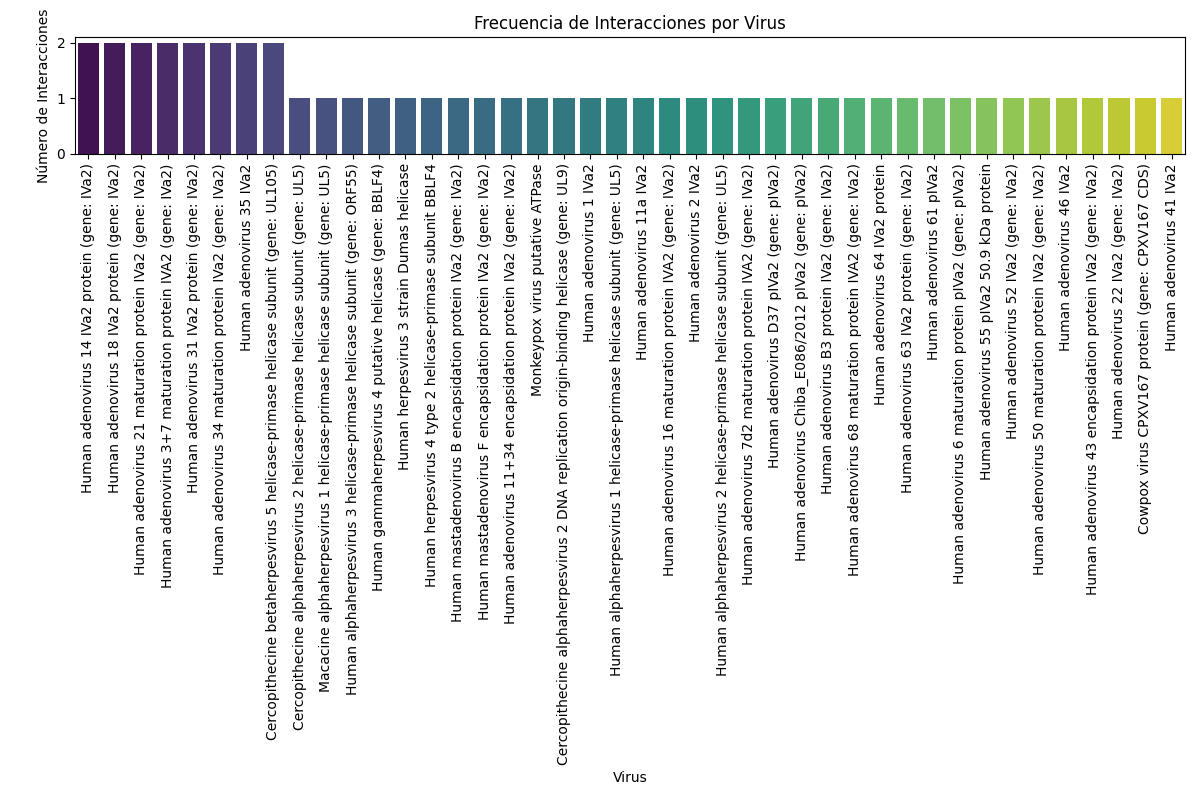 Frecuencia de Interacciones por Virus
Número de Interacciones
2
1
0
Human adenovirus 14 IVa2 protein (gene: IVa2)
Human adenovirus 18 IVa2 protein (gene: IVa2)
Human adenovirus 21 maturation protein IVa2 (gene: IVa2)
Human adenovirus 3+7 maturation protein IVA2 (gene: IVa2)
Human adenovirus 31 IVa2 protein (gene: IVa2)
Human adenovirus 34 maturation protein IVa2 (gene: IVa2)
Human adenovirus 35 IVa2
Cercopithecine betaherpesvirus 5 helicase-primase helicase subunit (gene: UL105)
Cercopithecine alphaherpesvirus 2 helicase-primase helicase subunit (gene: UL5)
Macacine alphaherpesvirus 1 helicase-primase helicase subunit (gene: UL5)
Human alphaherpesvirus 3 helicase-primase helicase subunit (gene: ORF55)
Human gammaherpesvirus 4 putative helicase (gene: BBLF4)
Human herpesvirus 3 strain Dumas helicase
Human herpesvirus 4 type 2 helicase-primase subunit BBLF4
Human mastadenovirus B encapsidation protein IVa2 (gene: IVa2)
Human mastadenovirus F encapsidation protein IVa2 (gene: IVa2)
Human adenovirus 11+34 encapsidation protein IVa2 (gene: IVa2)
Monkeypox virus putative ATPase
Cercopithecine alphaherpesvirus 2 DNA replication origin-binding helicase (gene: UL9)
Human adenovirus 1 IVa2
Human alphaherpesvirus 1 helicase-primase helicase subunit (gene: UL5)
Human adenovirus 11a IVa2
Human adenovirus 16 maturation protein IVA2 (gene: IVa2)
Human adenovirus 2 IVa2
Human alphaherpesvirus 2 helicase-primase helicase subunit (gene: UL5)
Human adenovirus 7d2 maturation protein IVA2 (gene: IVa2)
Human adenovirus D37 pIVa2 (gene: pIVa2)
Human adenovirus Chiba_E086/2012 pIVa2 (gene: pIVa2)
Human adenovirus B3 protein IVa2 (gene: IVa2)
Human adenovirus 68 maturation protein IVA2 (gene: IVa2)
Human adenovirus 64 IVa2 protein
Human adenovirus 63 IVa2 protein (gene: IVa2)
Human adenovirus 61 pIVa2
Human adenovirus 6 maturation protein pIVa2 (gene: pIVa2)
Human adenovirus 55 pIVa2 50.9 kDa protein
Human adenovirus 52 IVa2 (gene: IVa2)
Human adenovirus 50 maturation protein IVa2 (gene: IVa2)
Human adenovirus 46 IVa2
Human adenovirus 43 encapsidation protein IVa2 (gene: IVa2)
Human adenovirus 22 IVa2 (gene: IVa2)
Cowpox virus CPXV167 protein (gene: CPXV167 CDS)
Human adenovirus 41 IVa2
Virus